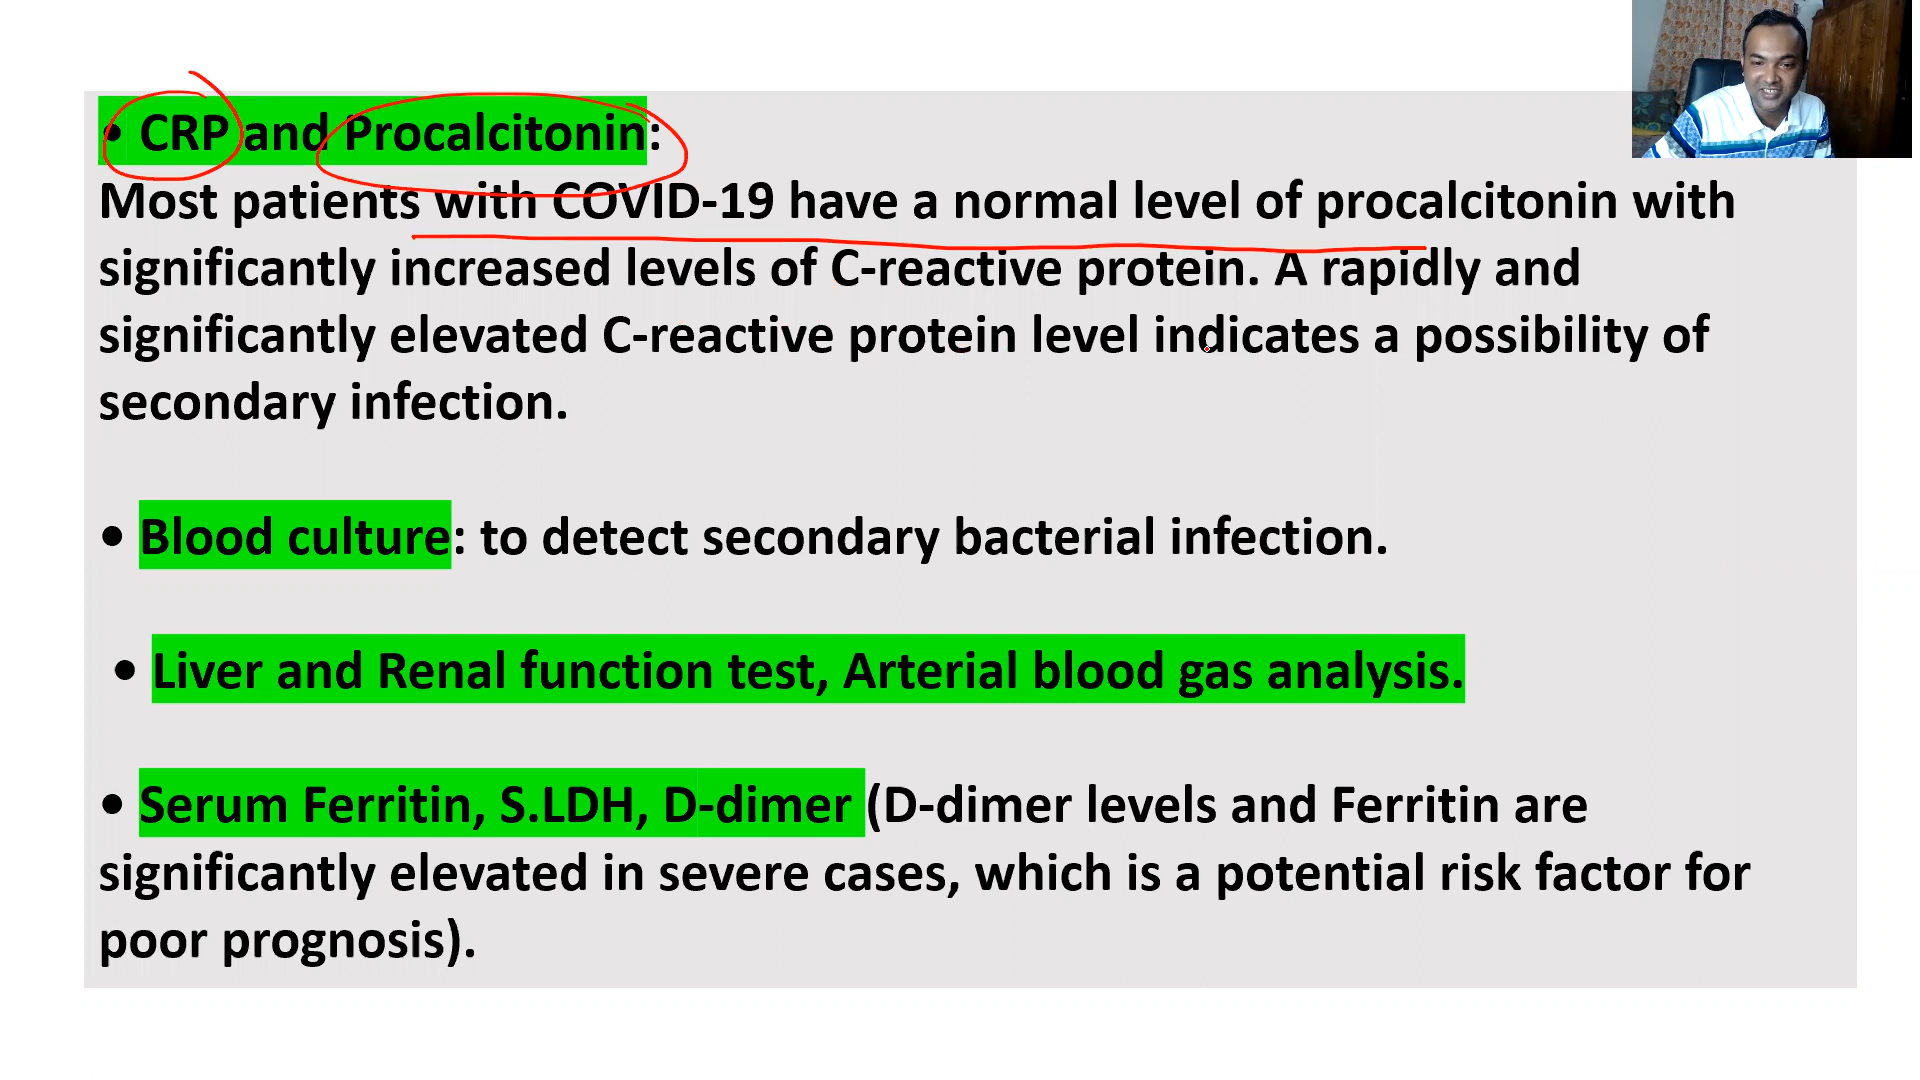 • CRP and Procalcitonin:
Most patients with COVID-19 have a normal level of procalcitonin with
significantly increased levels of C-reactive protein. A rapidly and
significantly elevated C-reactive protein level indicates a possibility of
secondary infection.
• Blood culture: to detect secondary bacterial infection.
• Liver and Renal function test, Arterial blood gas analysis.
• Serum Ferritin, S.LDH, D-dimer (D-dimer levels and Ferritin are
significantly elevated in severe cases, which is a potential risk factor for
poor prognosis).